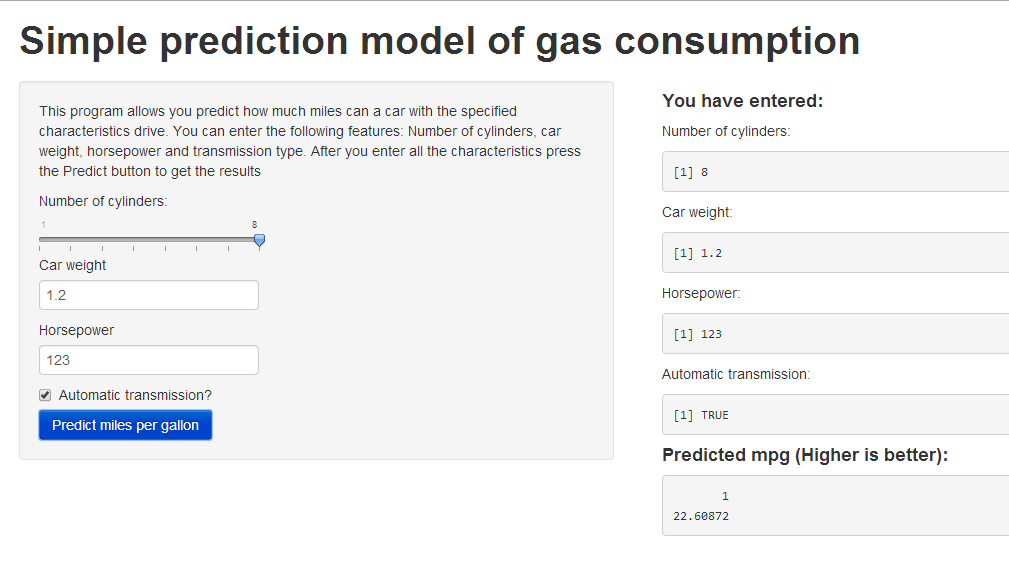 Simple prediction model of gas consumption
This program allows you predict how much miles can a car with the specified
characteristics drive. You can enter the following features: Number of cylinders, car
weight, horsepower and transmission type. After you enter all the characteristics press
the Predict button to get the results
Number of cylinders:
1 8
Car weight
1.2
Horsepower
123
Automatic transmission?
Predict miles per gallon
You have entered:
Number of cylinders:
[1] 8
Car weight:
[1] 1.2
Horsepower:
[1] 123
Automatic transmission:
[1] TRUE
Predicted mpg (Higher is better):
1
22.60872